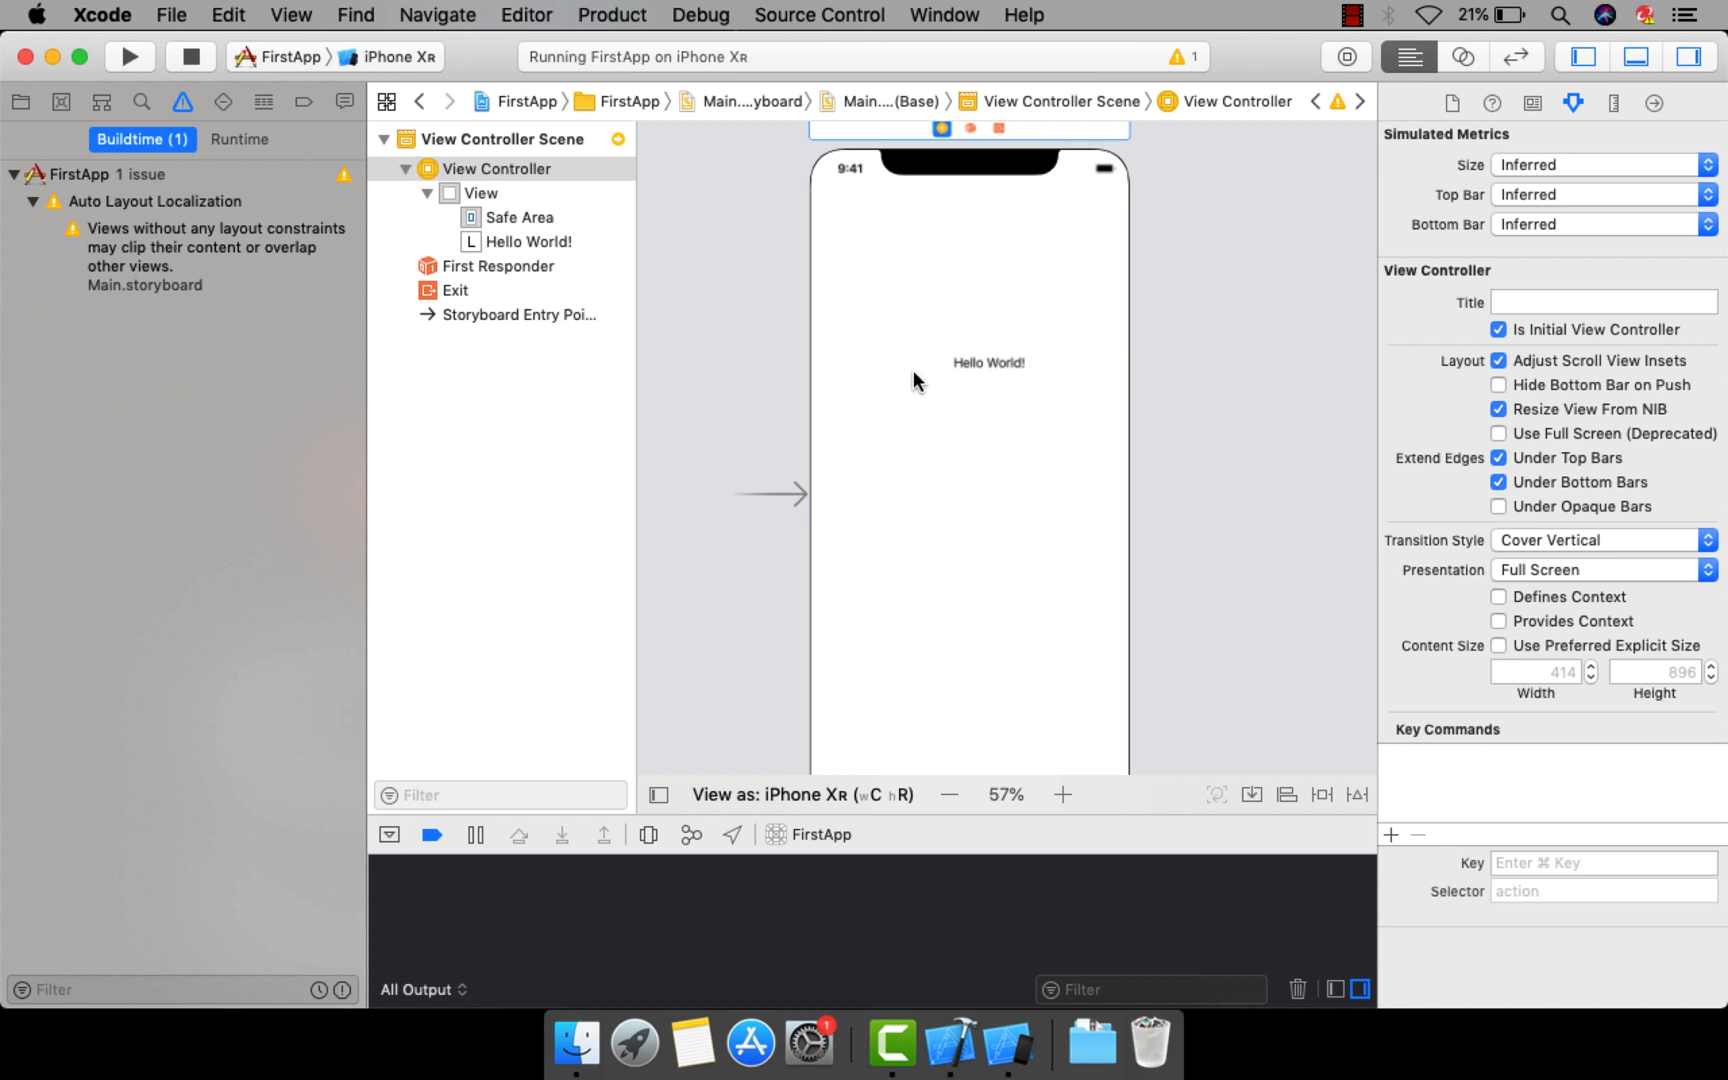 Xcode File Edit View Find Navigate Editor Product Debug Source Control Window Help 21%
FirstApp iPhone XR Running FirstApp on iPhone XR 1
FirstApp FirstApp Main....yboard Main....(Base) View Controller Scene View Controller
Buildtime (1) Runtime
FirstApp 1 issue
Auto Layout Localization
Views without any layout constraints
may clip their content or overlap
other views.
Main.storyboard
Filter
View Controller Scene
View Controller
View
Safe Area
L Hello World!
First Responder
Exit
Storyboard Entry Poi...
Filter
9:41
Hello World!
View as: iPhone XR (wC hR) 57%
FirstApp
All Output
Filter
Simulated Metrics
Size Inferred
Top Bar Inferred
Bottom Bar Inferred
View Controller
Title
Is Initial View Controller
Layout Adjust Scroll View Insets
Hide Bottom Bar on Push
Resize View From NIB
Use Full Screen (Deprecated)
Extend Edges Under Top Bars
Under Bottom Bars
Under Opaque Bars
Transition Style Cover Vertical
Presentation Full Screen
Defines Context
Provides Context
Content Size Use Preferred Explicit Size
414 896
Width Height
Key Commands
Key Enter ⌘ Key
Selector action
1